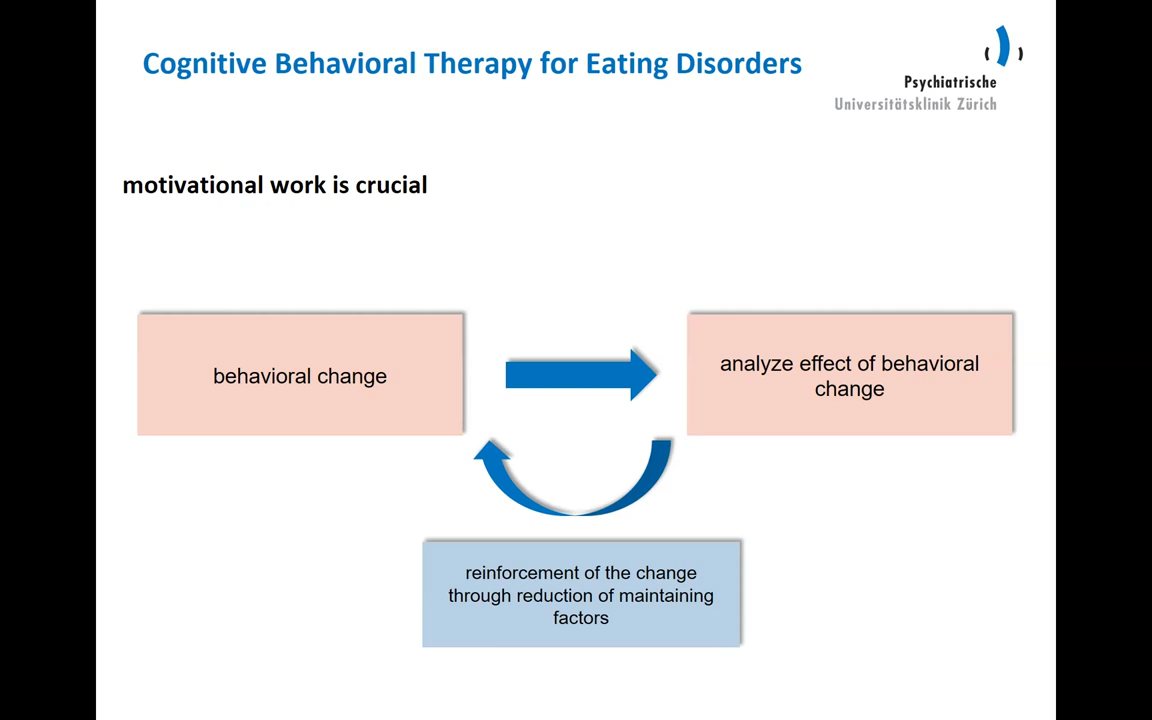 Cognitive Behavioral Therapy for Eating Disorders
Psychiatrische
Universitätsklinik Zürich
motivational work is crucial
behavioral change
analyze effect of behavioral
change
reinforcement of the change
through reduction of maintaining
factors